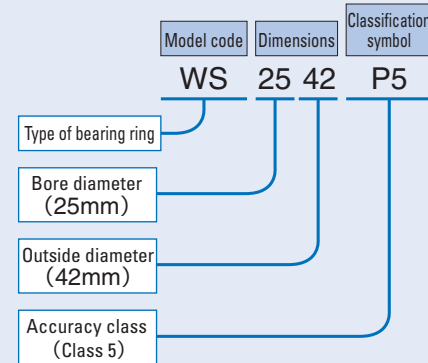 Model code
Dimensions
Classification
symbol
WS 25 42 P5
Type of bearing ring
Bore diameter
(25mm)
Outside diameter
(42mm)
Accuracy class
(Class 5)